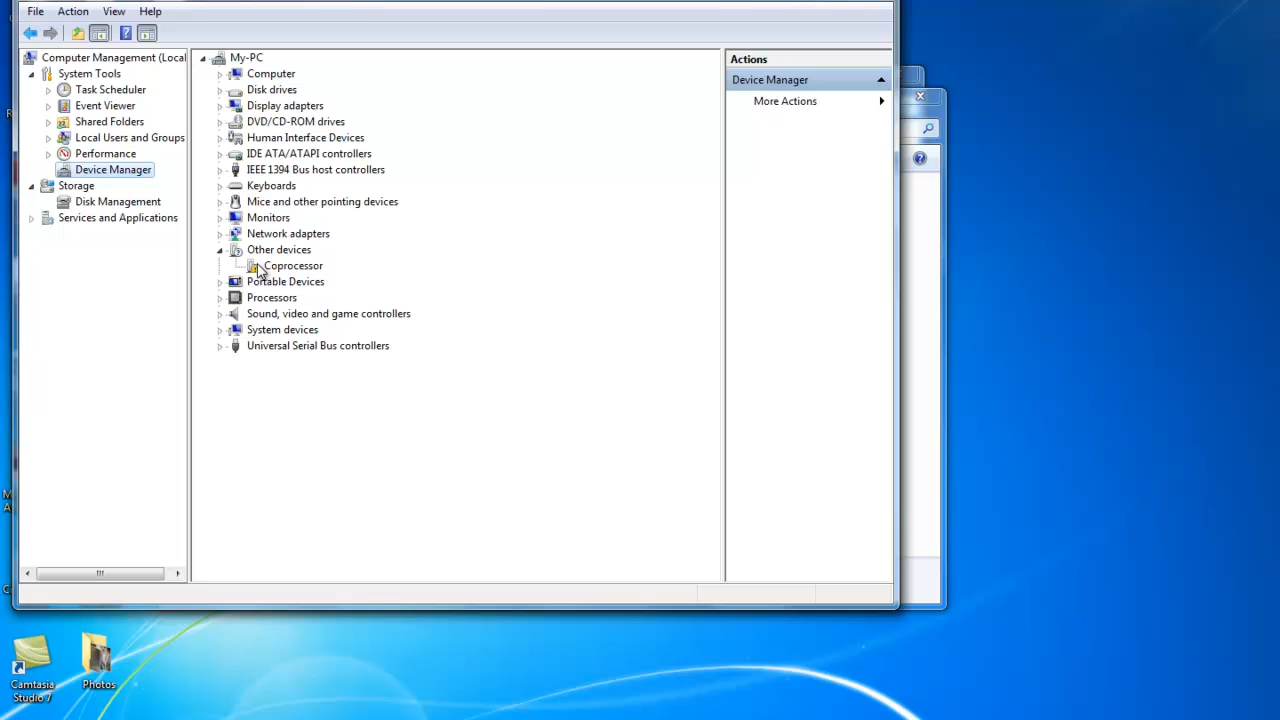 File Action View Help
Computer Management (Local
System Tools
Task Scheduler
Event Viewer
Shared Folders
Local Users and Groups
Performance
Device Manager
Storage
Disk Management
Services and Applications
My-PC
Computer
Disk drives
Display adapters
DVD/CD-ROM drives
Human Interface Devices
IDE ATA/ATAPI controllers
IEEE 1394 Bus host controllers
Keyboards
Mice and other pointing devices
Monitors
Network adapters
Other devices
Coprocessor
Portable Devices
Processors
Sound, video and game controllers
System devices
Universal Serial Bus controllers
Actions
Device Manager
More Actions
Camtasia
Studio 7
Photos